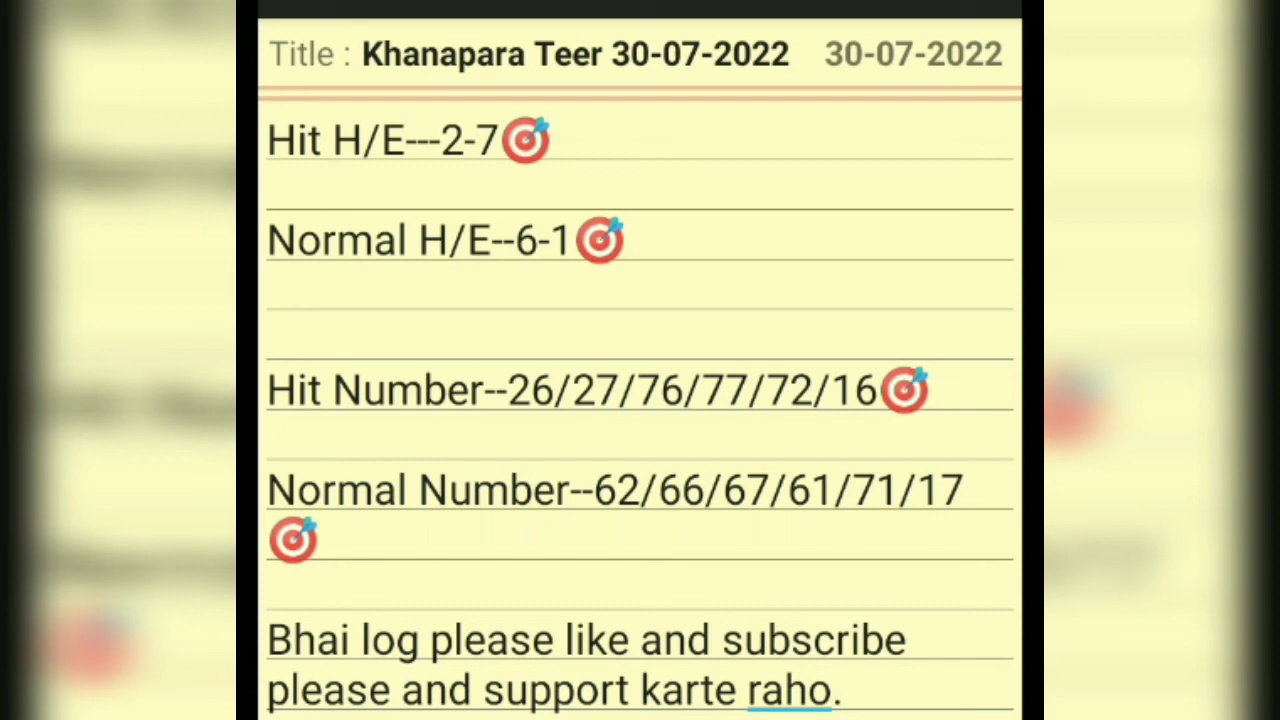 Title : Khanapara Teer 30-07-2022 30-07-2022
Hit H/E---2-7🎯
Normal H/E--6-1🎯
Hit Number--26/27/76/77/72/16🎯
Normal Number--62/66/67/61/71/17
🎯
Bhai log please like and subscribe
please and support karte raho.